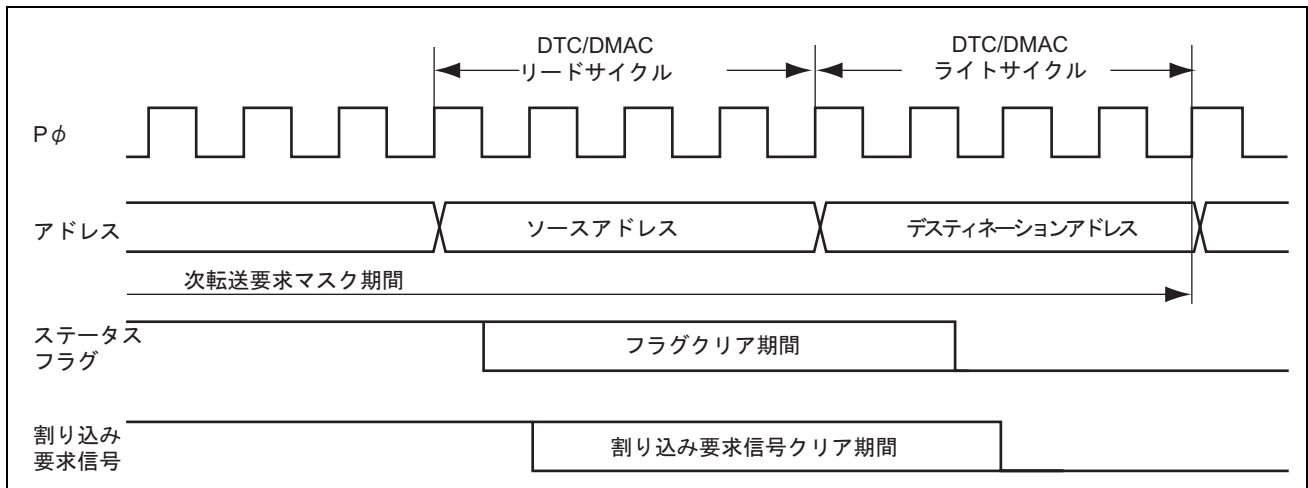 DTC/DMAC
リードサイクル
DTC/DMAC
ライトサイクル
Pφ
アドレス
ソースアドレス
デスティネーションアドレス
次転送要求マスク期間
ステータス
フラグ
フラグクリア期間
割り込み
要求信号
割り込み要求信号クリア期間